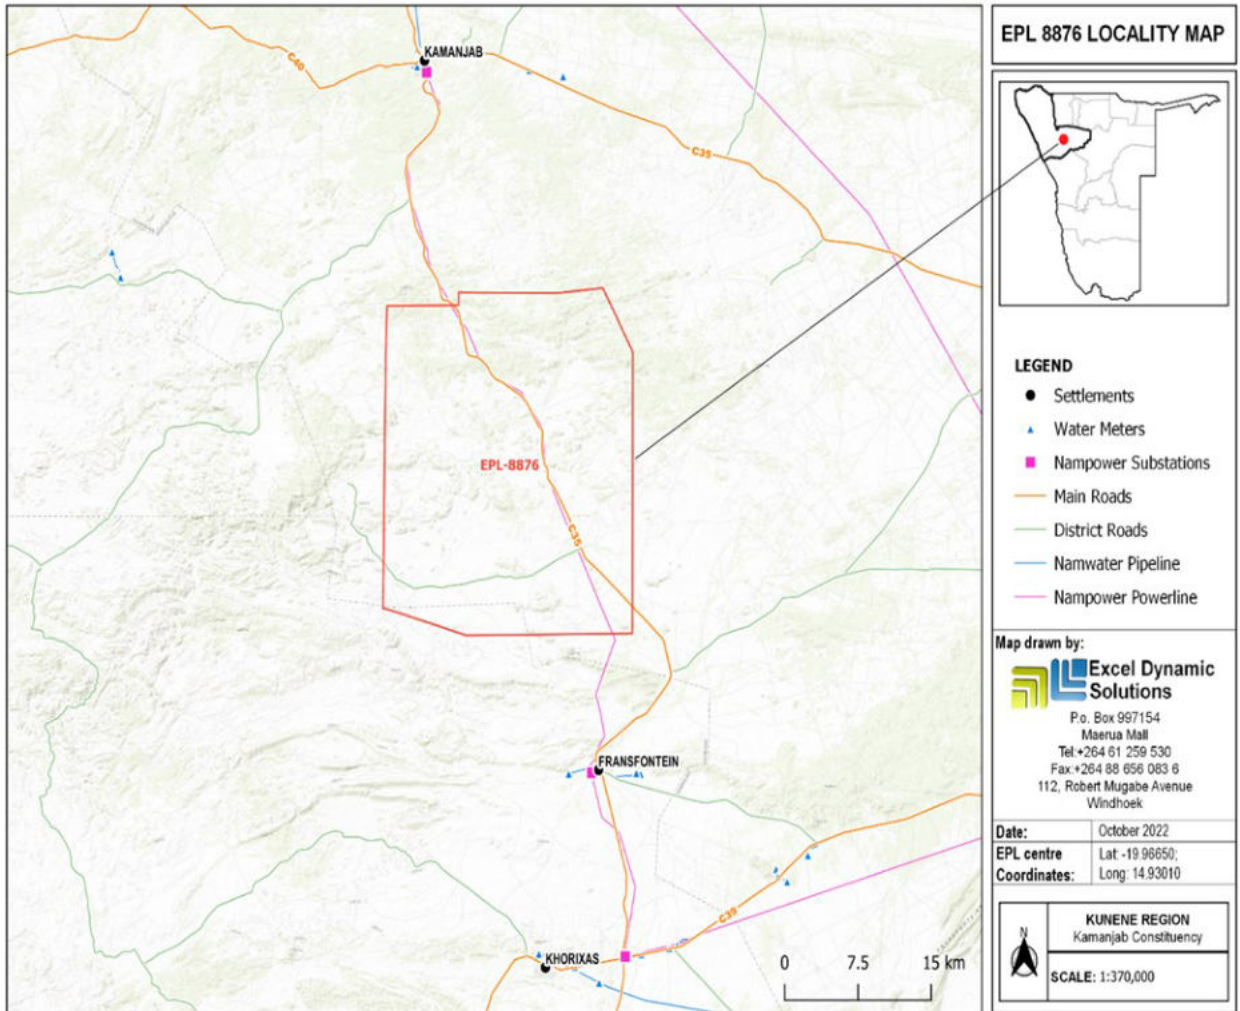 KAMANJAB
C40
C35
EPL-8876
C35
FRANSFONTEIN
C39
KHORIXAS
0 7.5 15 km
EPL 8876 LOCALITY MAP
LEGEND
Settlements
Water Meters
Nampower Substations
Main Roads
District Roads
Namwater Pipeline
Nampower Powerline
Map drawn by:
Excel Dynamic
Solutions
P.o. Box 997154
Maerua Mall
Tel:+264 61 259 530
Fax:+264 88 656 083 6
112, Robert Mugabe Avenue
Windhoek
Date: October 2022
EPL centre Lat: -19.96650;
Coordinates: Long: 14.93010
N
KUNENE REGION
Kamanjab Constituency
SCALE: 1:370,000